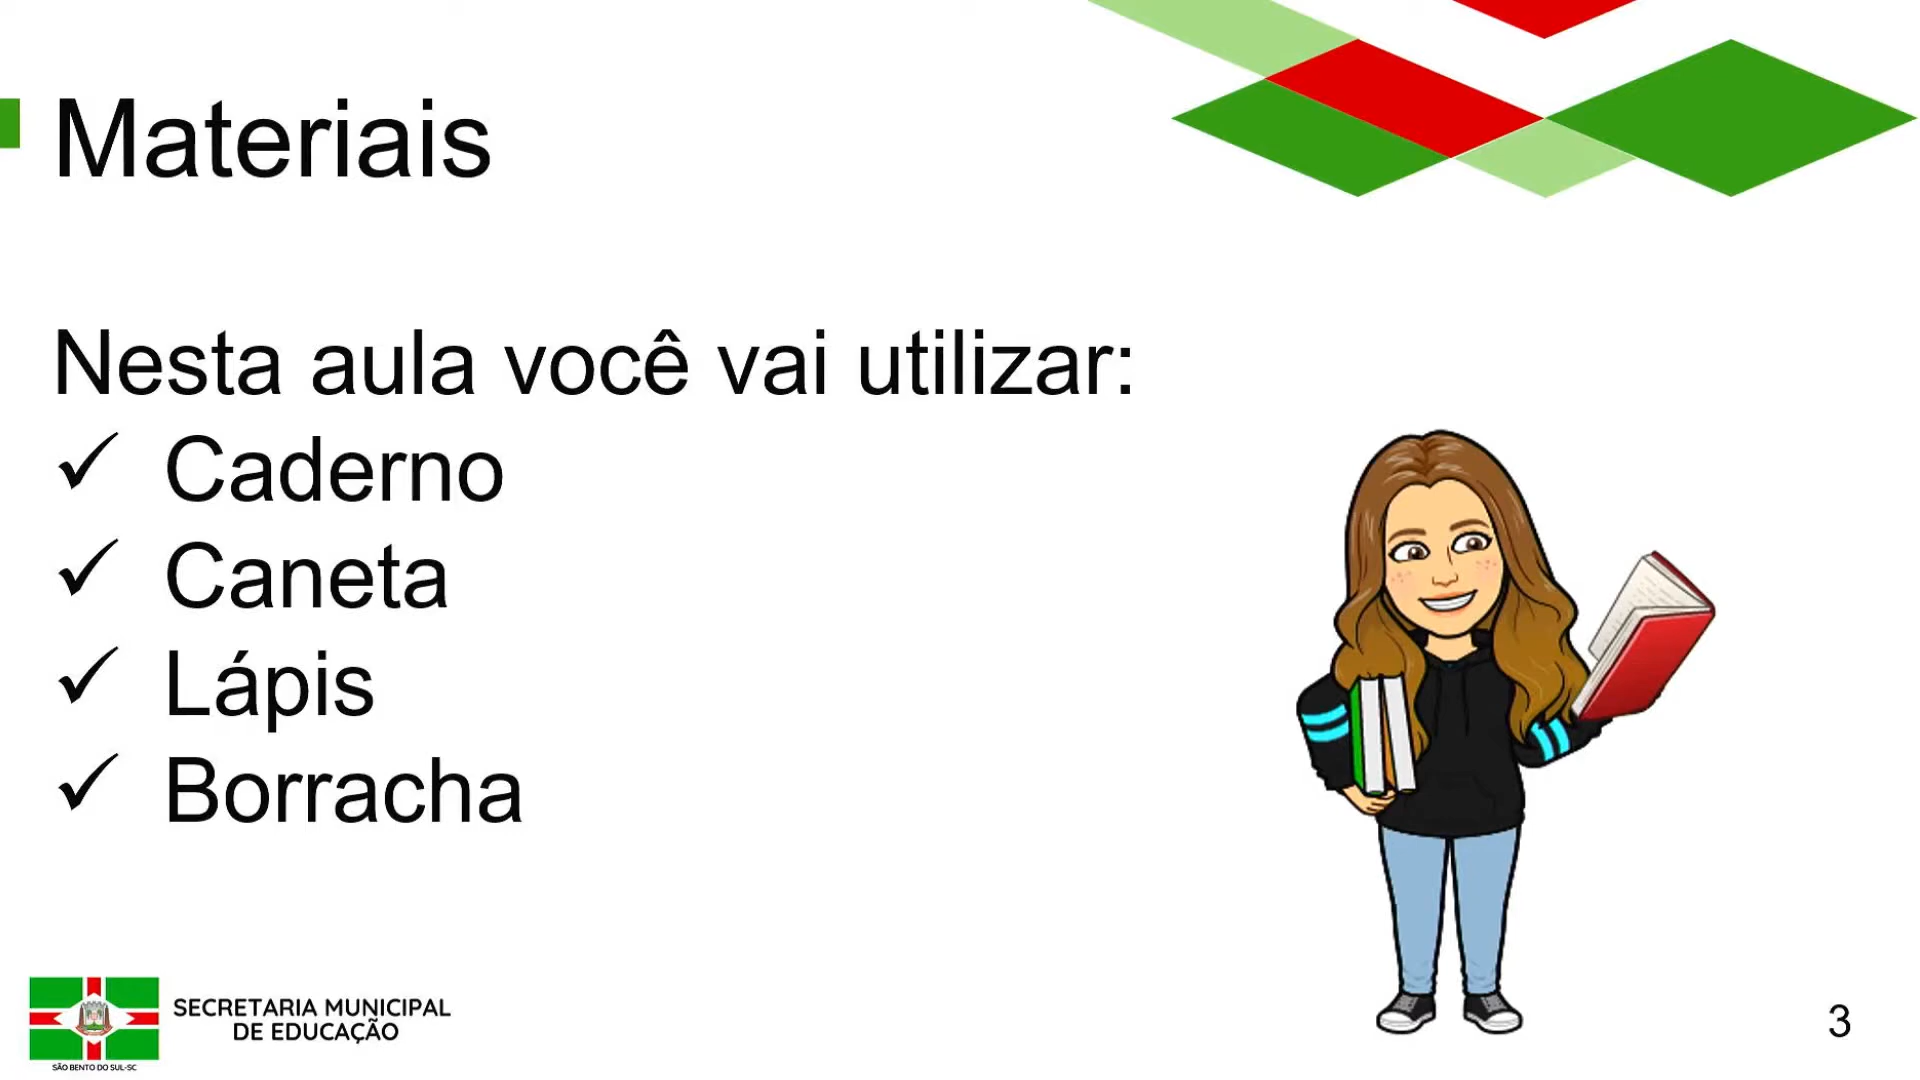 Materiais
Nesta aula você vai utilizar:
✓ Caderno
✓ Caneta
✓ Lápis
✓ Borracha
SECRETARIA MUNICIPAL
DE EDUCAÇÃO
SÃO BENTO DO SUL-SC
3